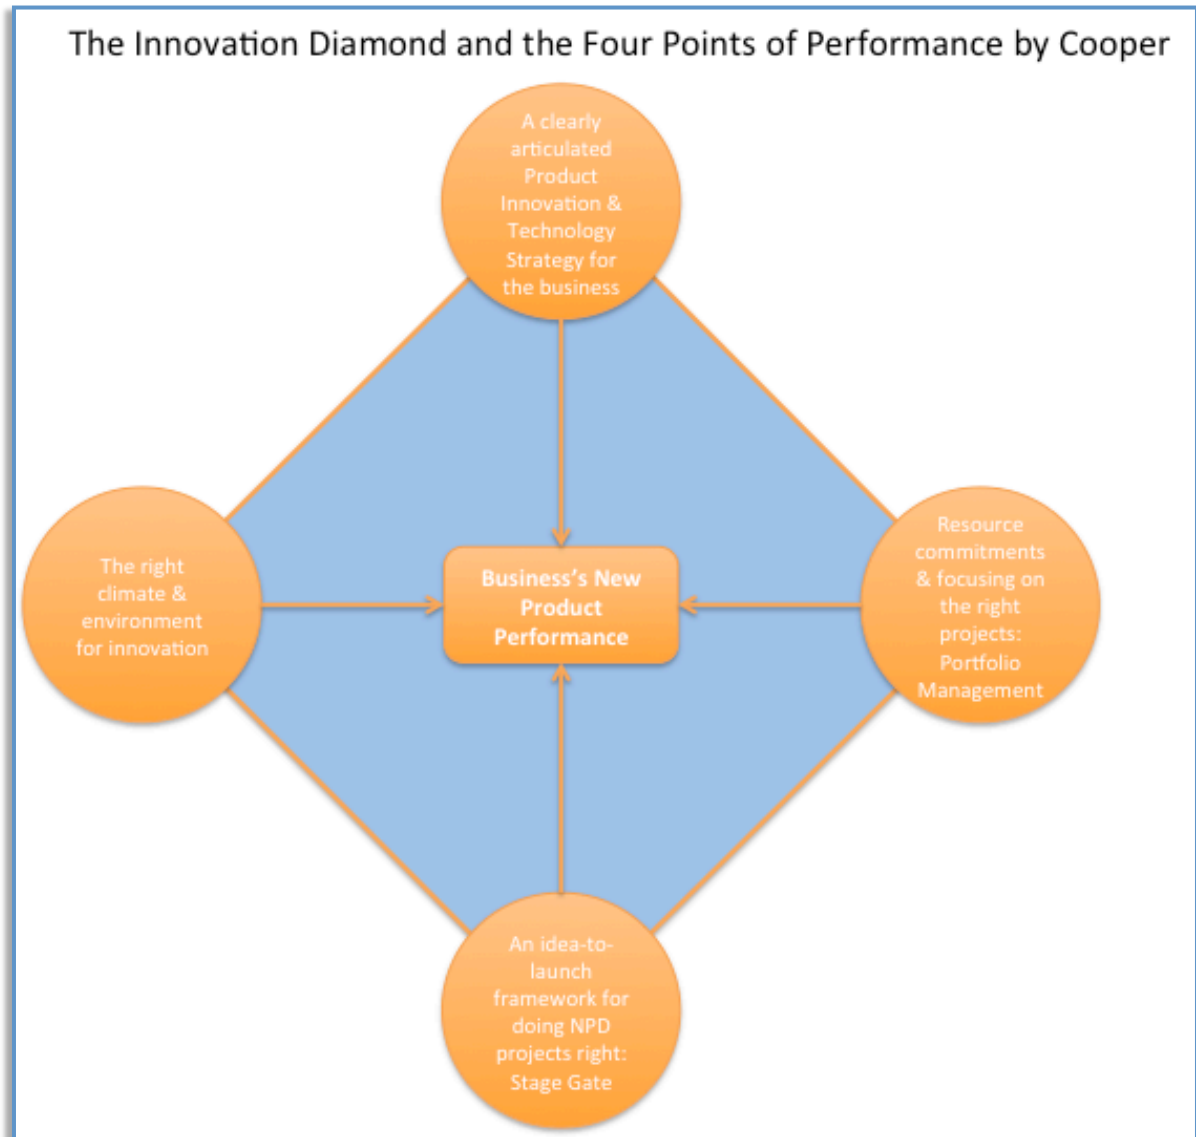 The Innovation Diamond and the Four Points of Performance by Cooper
A clearly
articulated
Product
Innovation &
Technology
Strategy for
the business
The right
climate &
environment
for innovation
Business's New
Product
Performance
Resource
commitments
& focusing on
the right
projects:
Portfolio
Management
An idea-to-
launch
framework for
doing NPD
projects right:
Stage Gate